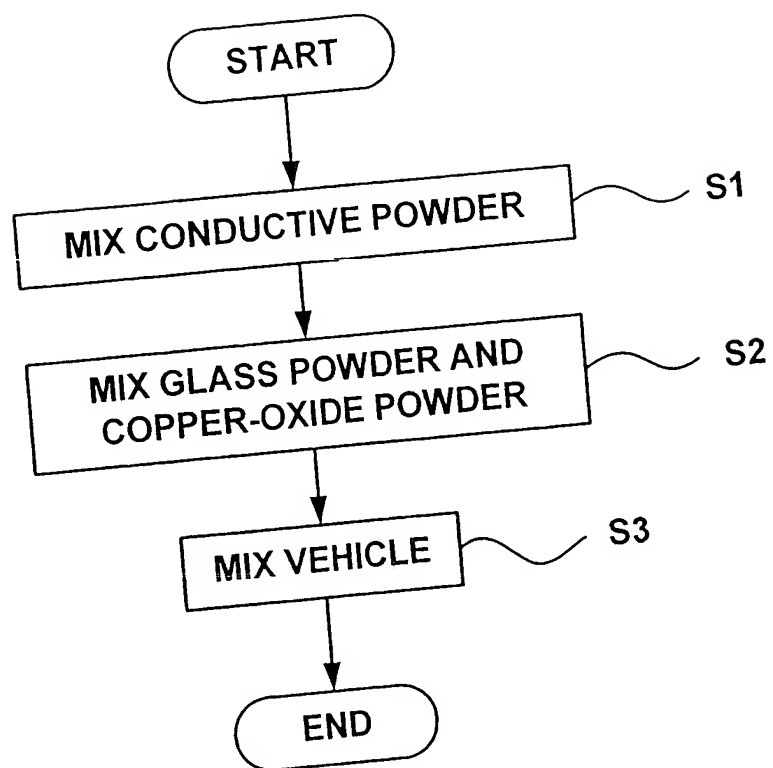 START
MIX CONDUCTIVE POWDER
S1
MIX GLASS POWDER AND
COPPER-OXIDE POWDER
S2
MIX VEHICLE
S3
END